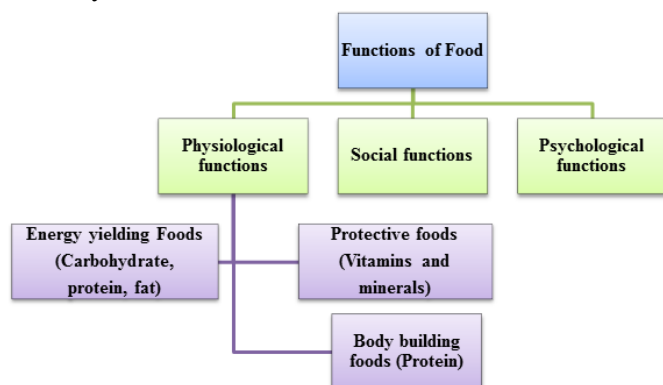 Functions of Food
Physiological
functions
Social functions
Psychological
functions
Energy yielding Foods
(Carbohydrate,
protein, fat)
Protective foods
(Vitamins and
minerals)
Body building
foods (Protein)